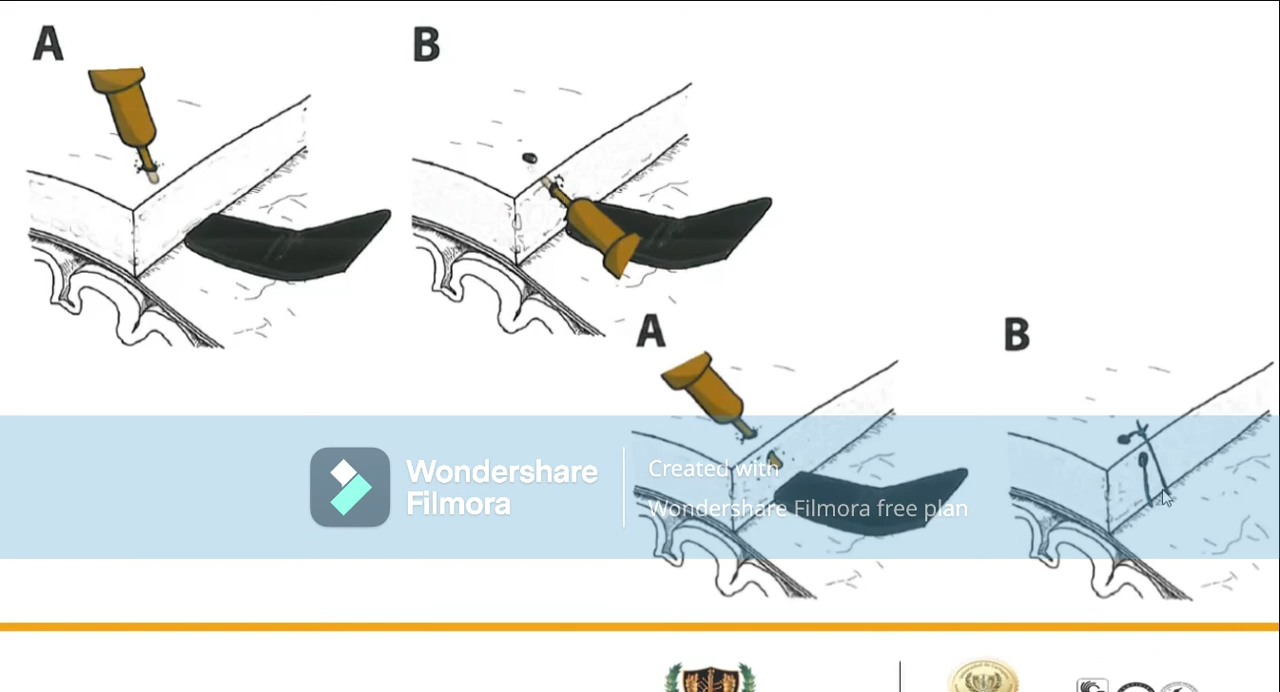 A
B
A
B
Wondershare
Filmora
Created with
Wondershare Filmora free plan